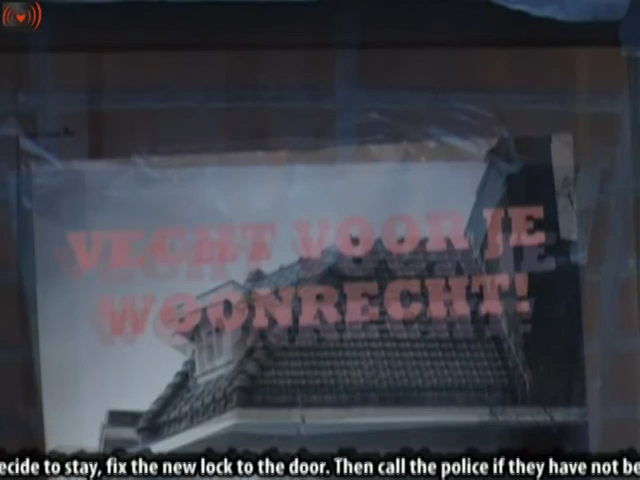 VECHT VOOR JE
WOONRECHT!
ecide to stay, fix the new lock to the door. Then call the police if they have not be